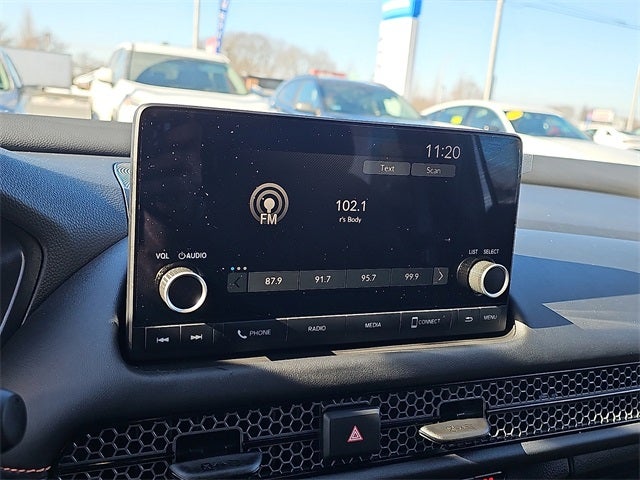 11:20
Text Scan
FM
102.1
r's Body
VOL AUDIO
LIST SELECT
87.9 91.7 95.7 99.9
PHONE RADIO MEDIA CONNECT MENU